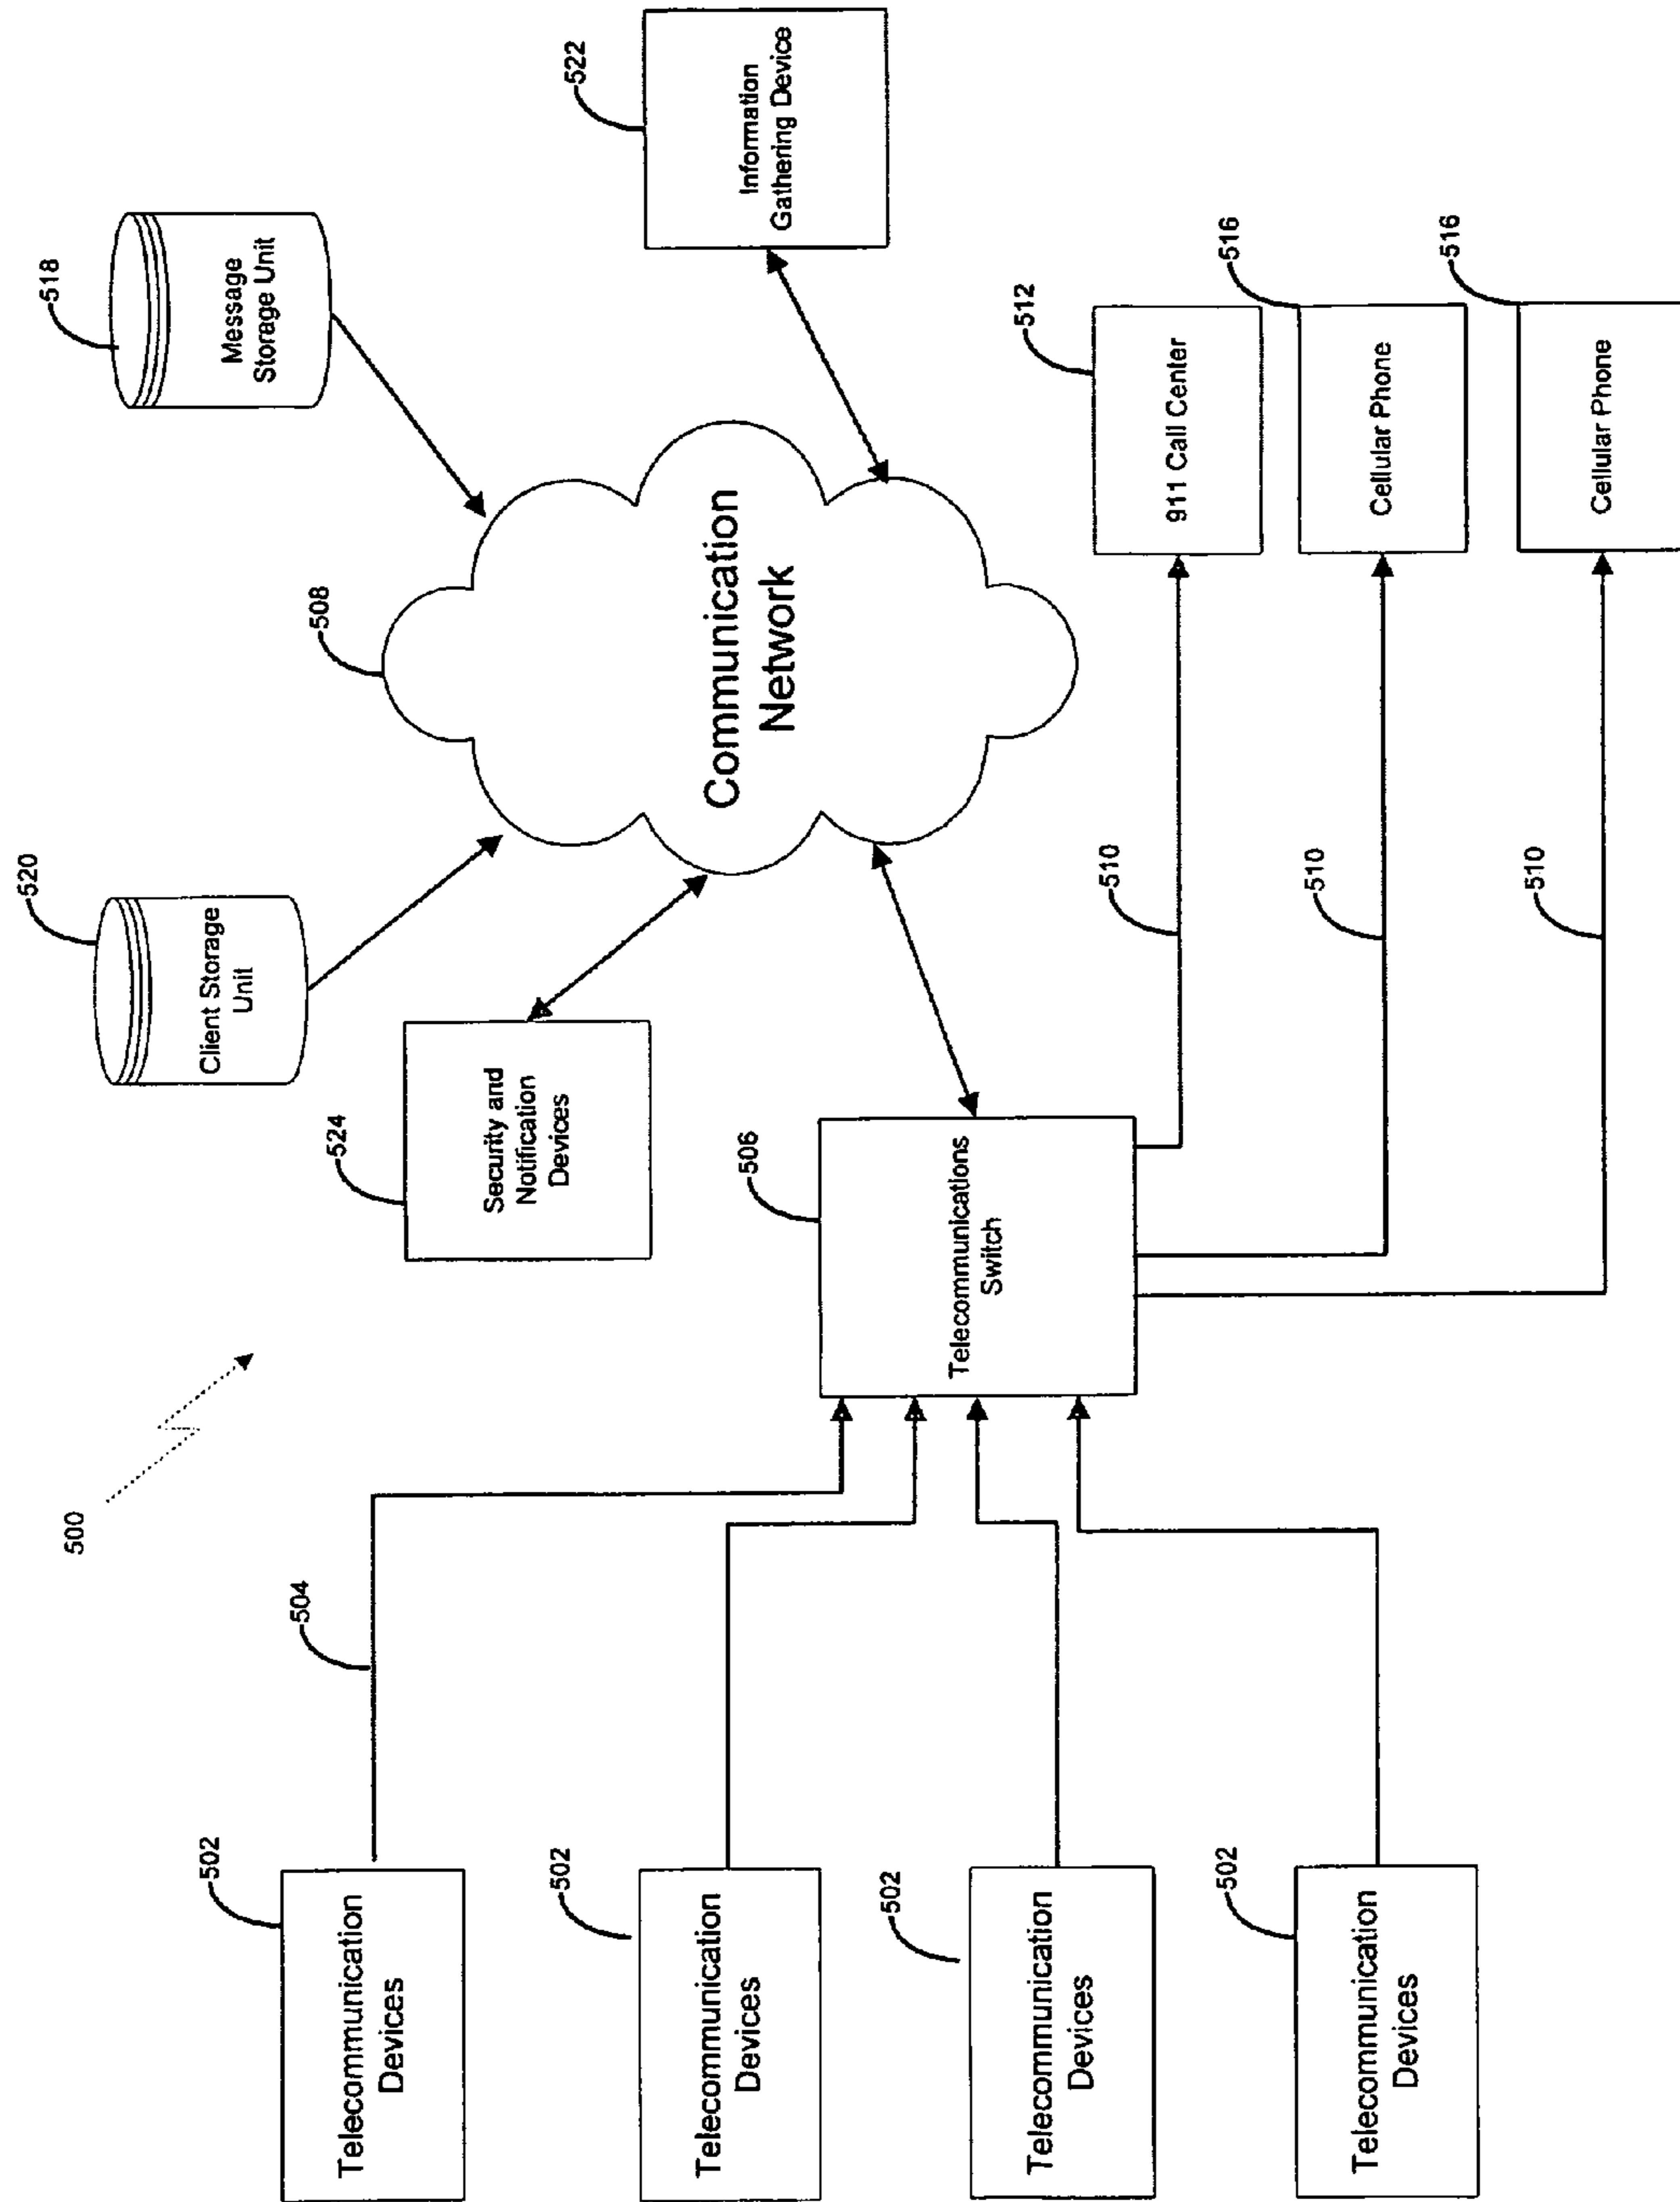 500
502
Telecommunication
Devices
504
502
Telecommunication
Devices
502
Telecommunication
Devices
502
Telecommunication
Devices
506
Telecommunications
Switch
524
Security and
Notification
Devices
520
Client Storage
Unit
508
Communication
Network
518
Message
Storage Unit
522
Information
Gathering Device
510
512
911 Call Center
510
516
Cellular Phone
510
516
Cellular Phone